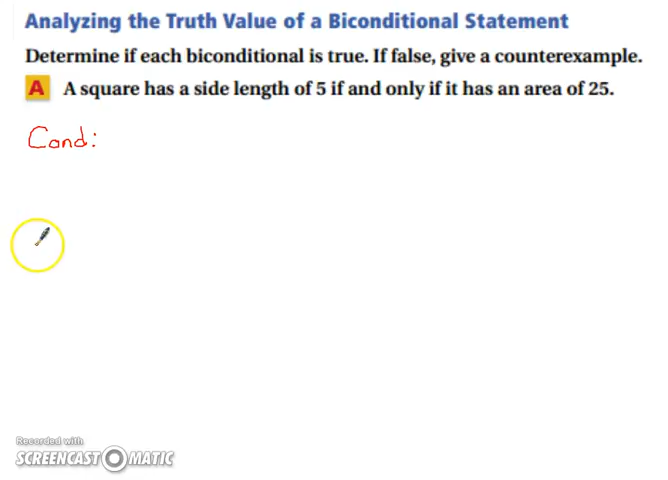 Analyzing the Truth Value of a Biconditional Statement
Determine if each biconditional is true. If false, give a counterexample.
A A square has a side length of 5 if and only if it has an area of 25.
Cond:
Recorded with
SCREENCAST O MATIC